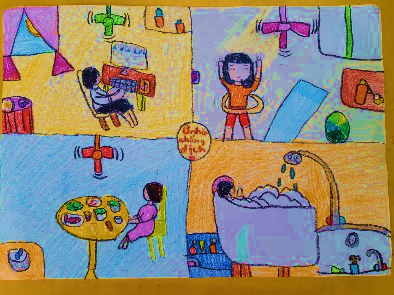 Ở nhà
chống
dịch